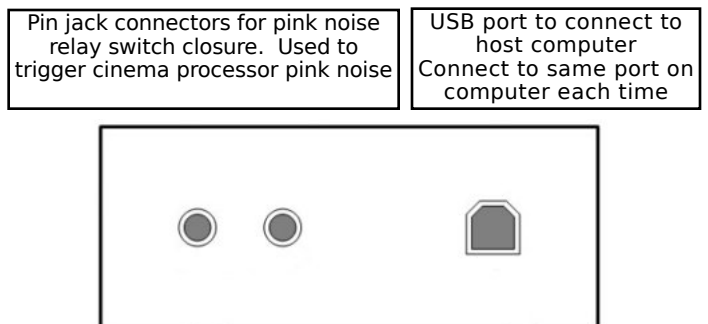 Pin jack connectors for pink noise
relay switch closure.  Used to
trigger cinema processor pink noise
USB port to connect to
host computer
Connect to same port on
computer each time